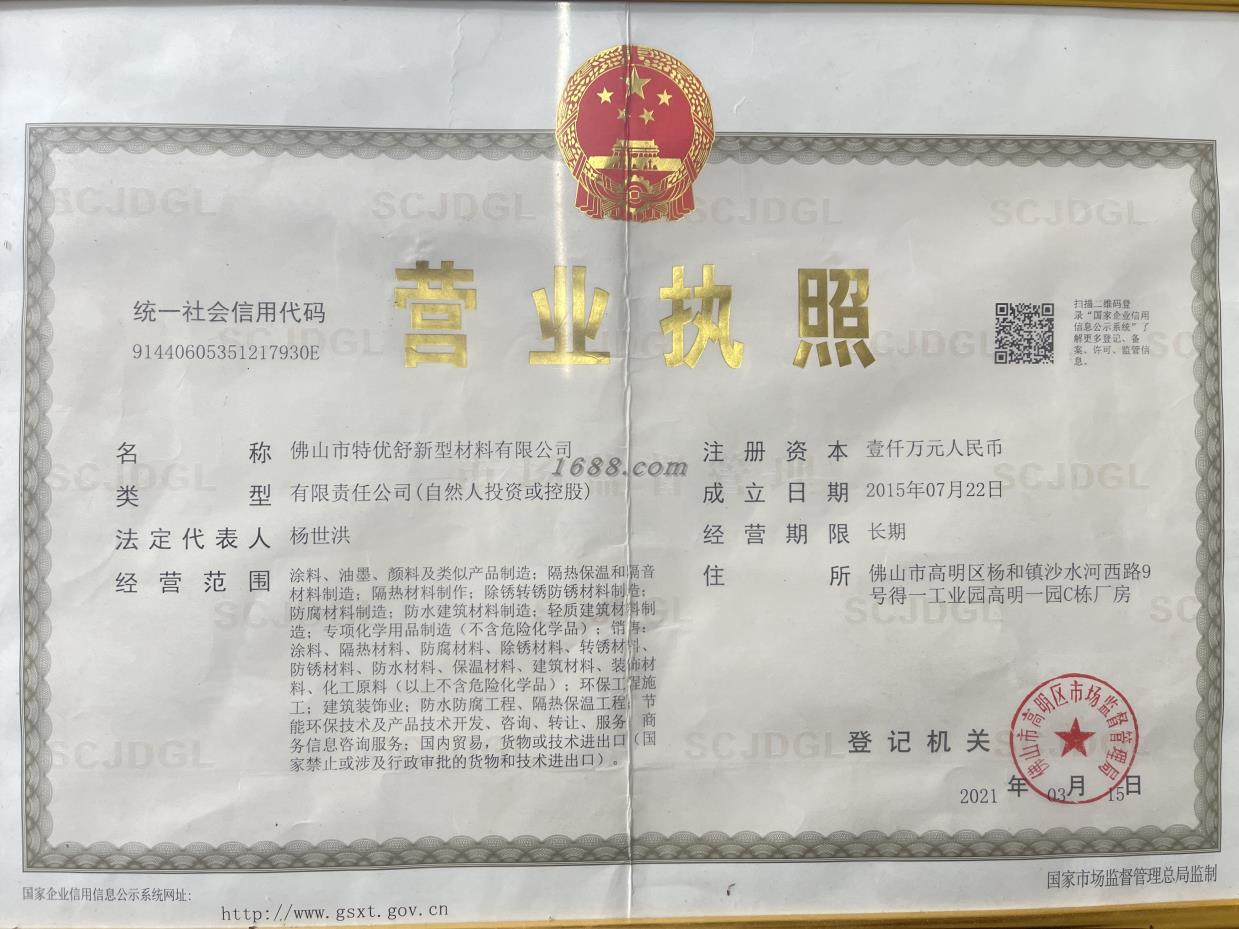 营业执照
统一社会信用代码
91440605351217930E
扫描二维码登
录“国家企业信用
信息公示系统”了
解更多登记、备
案、许可、监管信
息。
名称 佛山市特优舒新型材料有限公司
类型 有限责任公司(自然人投资或控股)
法定代表人 杨世洪
经营范围 涂料、油墨、颜料及类似产品制造；隔热保温和隔音
材料制造；隔热材料制作；除锈转锈防锈材料制造；
防腐材料制造；防水建筑材料制造；轻质建筑材料制
造；专项化学用品制造（不含危险化学品）；销售：
涂料、隔热材料、防腐材料、除锈材料、转锈材料、
防锈材料、防水材料、保温材料、建筑材料、装饰材
料、化工原料（以上不含危险化学品）；环保工程施
工；建筑装饰业；防水防腐工程、隔热保温工程；节
能环保技术及产品技术开发、咨询、转让、服务；商
务信息咨询服务；国内贸易，货物或技术进出口（国
家禁止或涉及行政审批的货物和技术进出口）。
注册资本 壹仟万元人民币
成立日期 2015年07月22日
经营期限 长期
住所 佛山市高明区杨和镇沙水河西路9
号得一工业园高明一园C栋厂房
1688.com
登记机关
佛山市高明区市场监督管理局
2021年03月15日
国家企业信用信息公示系统网址：
http://www.gsxt.gov.cn
国家市场监督管理总局监制
SCJDGL